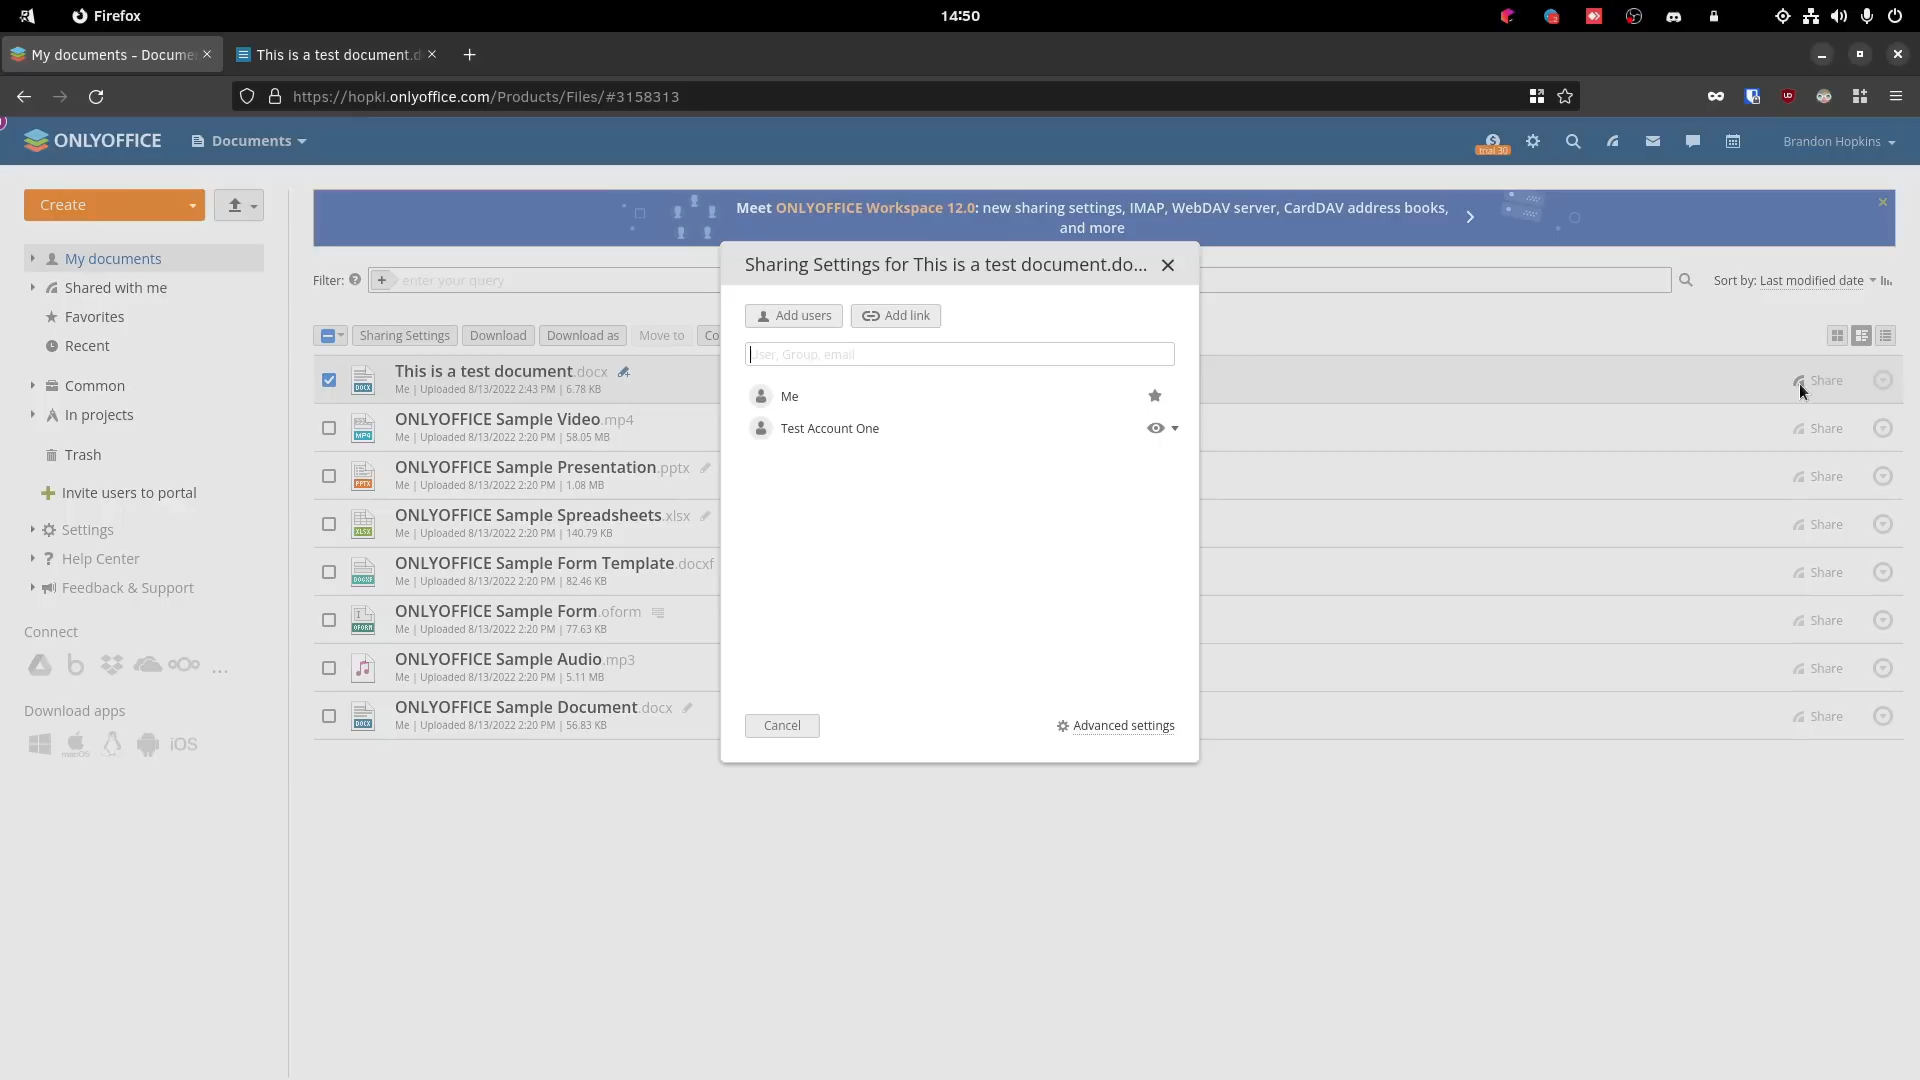 Firefox
14:50
My documents - Docume
This is a test document.d
https://hopki.onlyoffice.com/Products/Files/#3158313
ONLYOFFICE
Documents
trial 30
Brandon Hopkins
Create
Meet ONLYOFFICE Workspace 12.0: new sharing settings, IMAP, WebDAV server, CardDAV address books,
and more
My documents
Shared with me
Favorites
Recent
Common
In projects
Trash
Invite users to portal
Settings
Help Center
Feedback & Support
Connect
...
Download apps
macOS
iOS
Filter:
enter your query
Sort by: Last modified date
Sharing Settings
Download
Download as
Move to
Co
This is a test document.docx
Me | Uploaded 8/13/2022 2:43 PM | 6.78 KB
Share
ONLYOFFICE Sample Video.mp4
Me | Uploaded 8/13/2022 2:20 PM | 58.05 MB
Share
ONLYOFFICE Sample Presentation.pptx
Me | Uploaded 8/13/2022 2:20 PM | 1.08 MB
Share
ONLYOFFICE Sample Spreadsheets.xlsx
Me | Uploaded 8/13/2022 2:20 PM | 140.79 KB
Share
ONLYOFFICE Sample Form Template.docxf
Me | Uploaded 8/13/2022 2:20 PM | 82.46 KB
Share
ONLYOFFICE Sample Form.oform
Me | Uploaded 8/13/2022 2:20 PM | 77.63 KB
Share
ONLYOFFICE Sample Audio.mp3
Me | Uploaded 8/13/2022 2:20 PM | 5.11 MB
Share
ONLYOFFICE Sample Document.docx
Me | Uploaded 8/13/2022 2:20 PM | 56.83 KB
Share
DOCX
MP4
PPTX
XLSX
DOCXF
OFORM
DOCX
Sharing Settings for This is a test document.do...
Add users
Add link
User, Group, email
Me
Test Account One
Cancel
Advanced settings